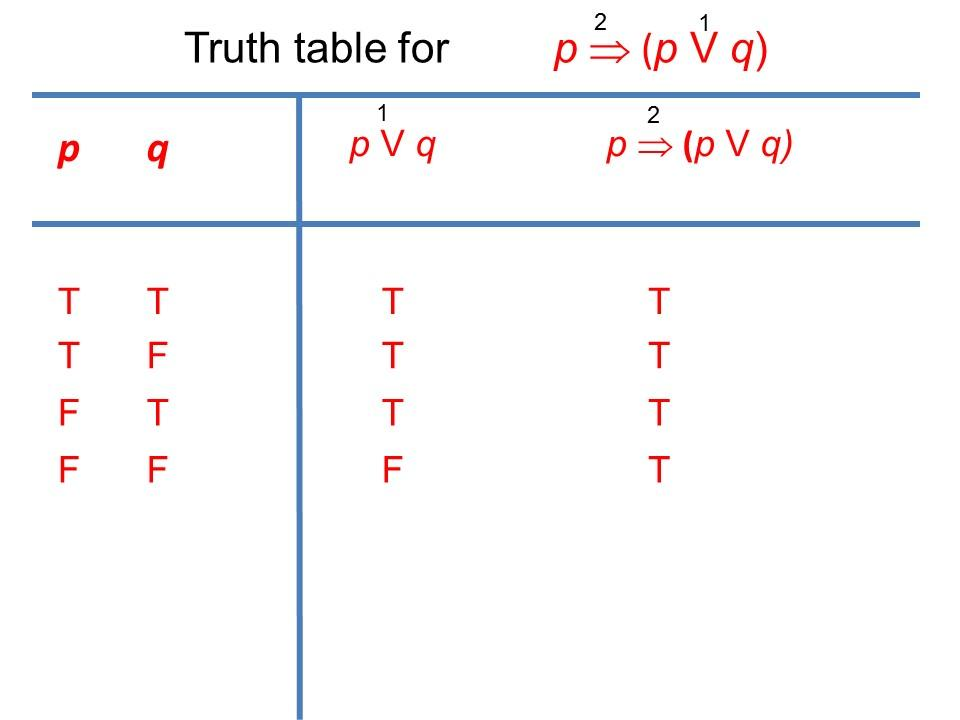 2 1
Truth table for p ⇒ (p V q)
1 2
p q p V q p ⇒ (p V q)
T T T T
T F T T
F T T T
F F F T